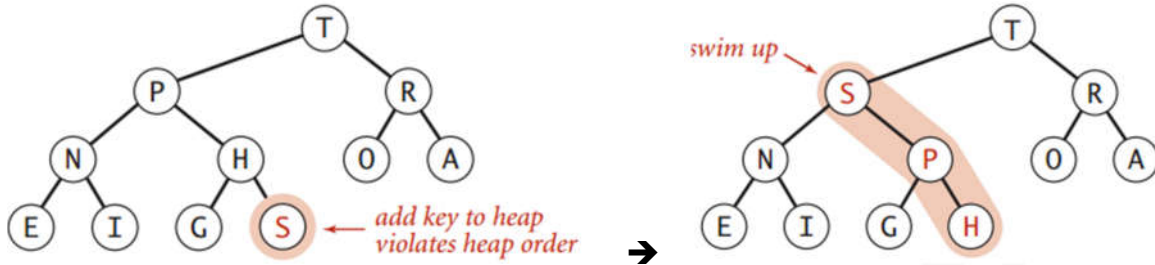 T
P R
N H O A
E I G S
add key to heap
violates heap order
swim up
T
S R
N P O A
E I G H